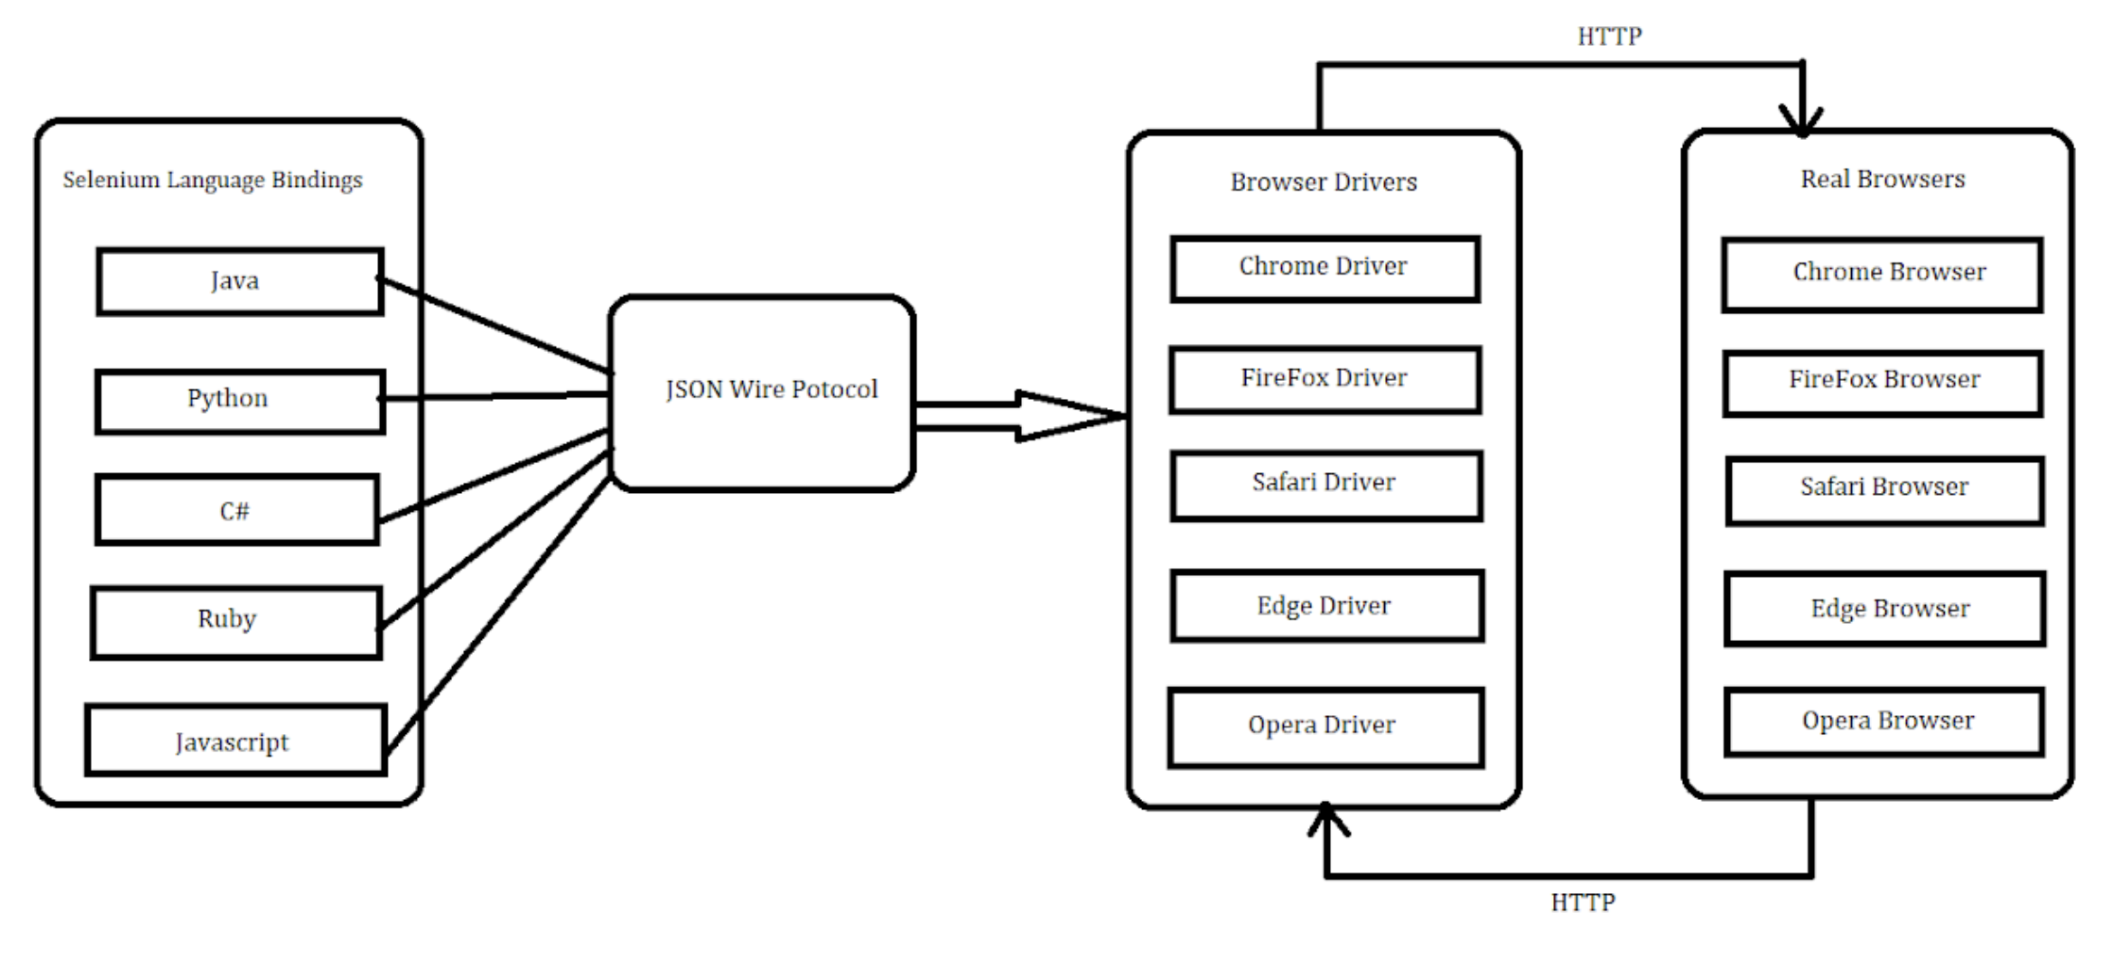 HTTP
Selenium Language Bindings
Java
Python
C#
Ruby
Javascript
JSON Wire Potocol
Browser Drivers
Chrome Driver
FireFox Driver
Safari Driver
Edge Driver
Opera Driver
Real Browsers
Chrome Browser
FireFox Browser
Safari Browser
Edge Browser
Opera Browser
HTTP